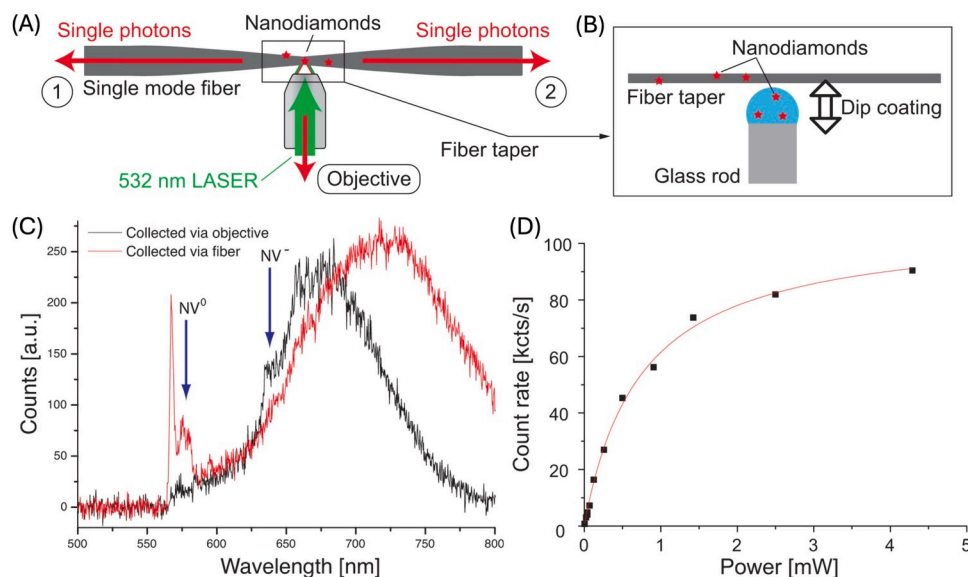 (A)
Nanodiamonds
Single photons
Single photons
1
Single mode fiber
2
Fiber taper
532 nm LASER
Objective
(B)
Nanodiamonds
Fiber taper
Dip coating
Glass rod
(C)
Collected via objective
Collected via fiber
NV⁻
NV⁰
Counts [a.u.]
250
200
150
100
50
0
500
550
600
650
700
750
800
Wavelength [nm]
(D)
Count rate [kcts/s]
100
80
60
40
20
0
0
1
2
3
4
5
Power [mW]